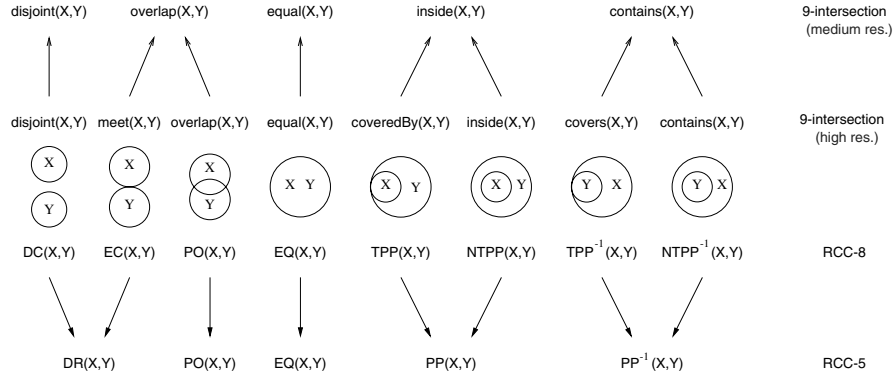 disjoint(X,Y) overlap(X,Y) equal(X,Y) inside(X,Y) contains(X,Y) 9-intersection
(medium res.)
disjoint(X,Y) meet(X,Y) overlap(X,Y) equal(X,Y) coveredBy(X,Y) inside(X,Y) covers(X,Y) contains(X,Y) 9-intersection
(high res.)
X X X X Y X Y X Y Y X Y X
Y Y Y
DC(X,Y) EC(X,Y) PO(X,Y) EQ(X,Y) TPP(X,Y) NTPP(X,Y) TPP⁻¹(X,Y) NTPP⁻¹(X,Y) RCC-8
DR(X,Y) PO(X,Y) EQ(X,Y) PP(X,Y) PP⁻¹(X,Y) RCC-5